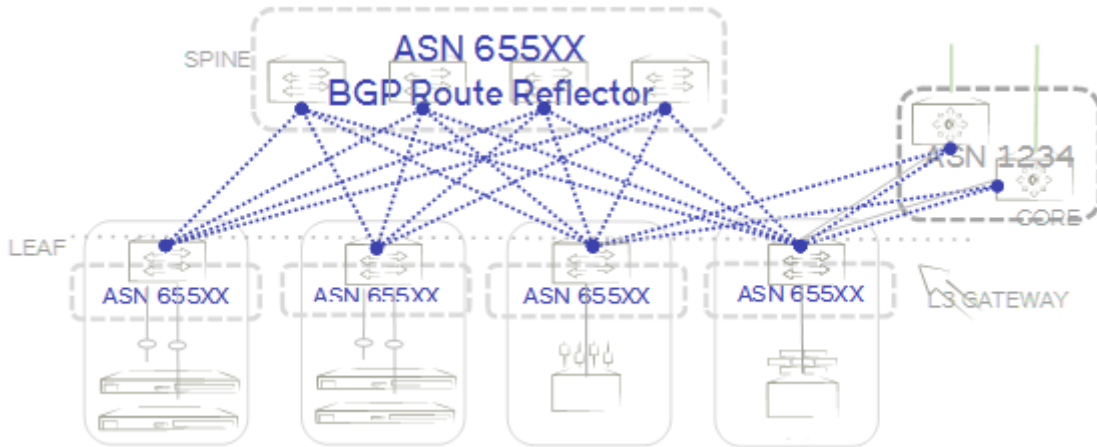 SPINE
ASN 655XX
BGP Route Reflector
ASN 1234
CORE
LEAF
ASN 655XX
ASN 655XX
ASN 655XX
ASN 655XX
L3 GATEWAY